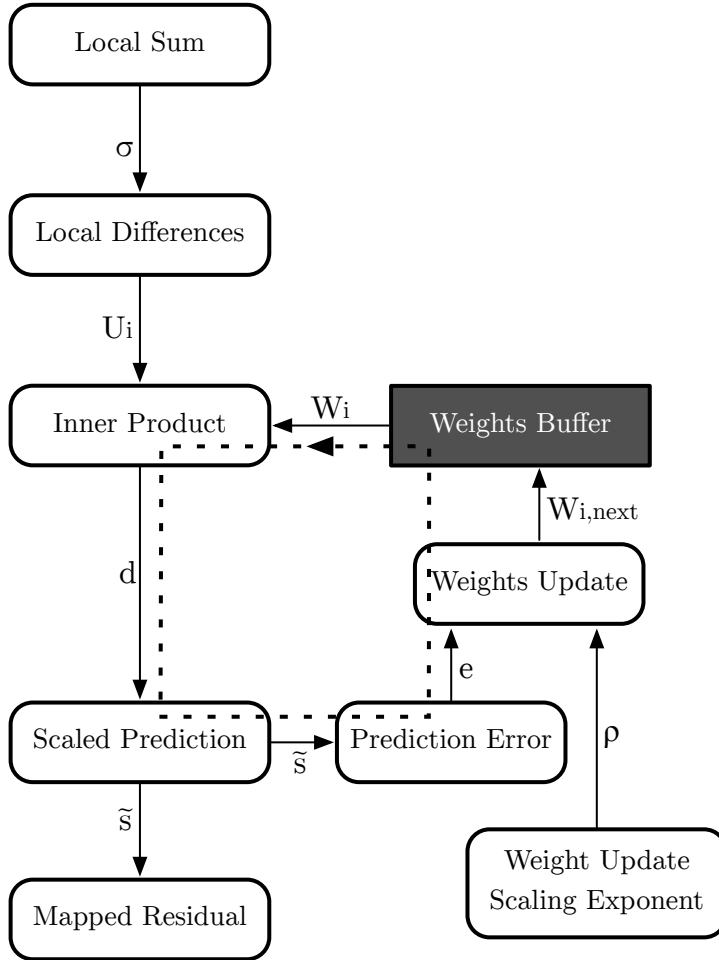 Local Sum
σ
Local Differences
Ui
Inner Product
Wi
Weights Buffer
Wi,next
d
Weights Update
e
Scaled Prediction
s̃
Prediction Error
ρ
s̃
Weight Update
Scaling Exponent
Mapped Residual